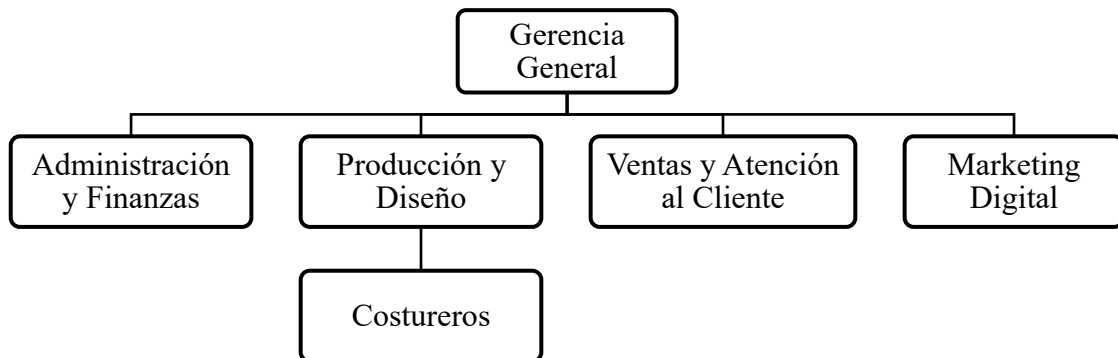 Gerencia
General
Administración
y Finanzas
Producción y
Diseño
Ventas y Atención
al Cliente
Marketing
Digital
Costureros